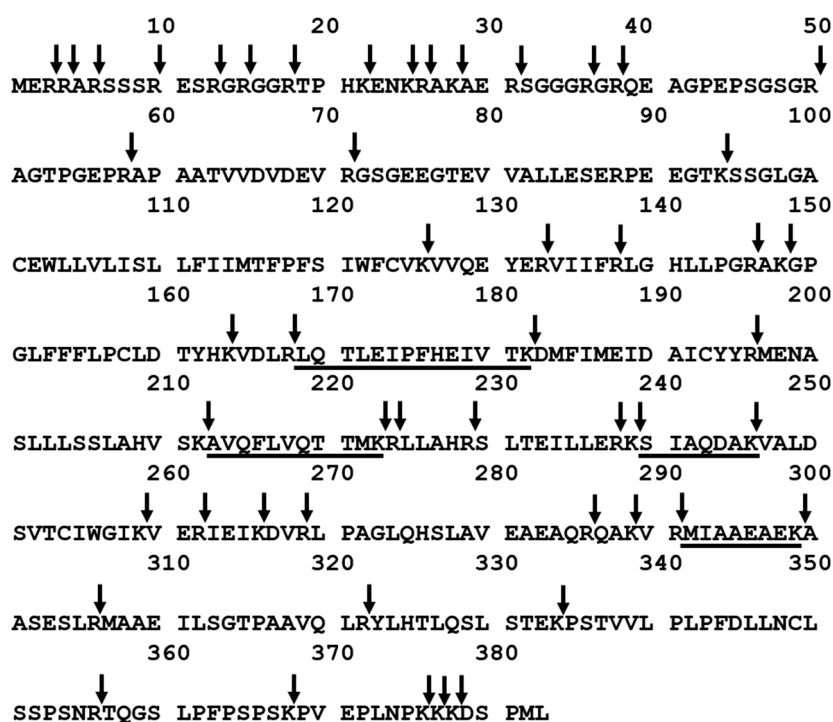 10 20 30 40 50
MERRARSSSR ESRGRGGRTP HKENKRAKAE RSGGGRGRQE AGPEPSGSGR
60 70 80 90 100
AGTPGEPRAP AATVVDVDEV RGSGEEGTEV VALLESERPE EGTKSSGLGA
110 120 130 140 150
CEWLLVLISL LFIIMTFPFS IWFCVKVVQE YERVIIFRLG HLLPGRAKGP
160 170 180 190 200
GLFFFLPCLD TYHKVDLRLQ TLEIPFHEIV TKDMFIMEID AICYYRMENA
210 220 230 240 250
SLLLSSLAHV SKAVQFLVQT TMKRLLAHRS LTEILLERKS IAQDAKVALD
260 270 280 290 300
SVTCIWGIKV ERIEIKDVRL PAGLQHSLAV EAEAQRQAKV RMIAAEAEKA
310 320 330 340 350
ASESLRMAAE ILSGTPAAVQ LRYLHTLQSL STEKPSTVVL PLPFDLLNCL
360 370 380
SSPSNRTQGS LPFPSPSKPV EPLNPKKKDS PML